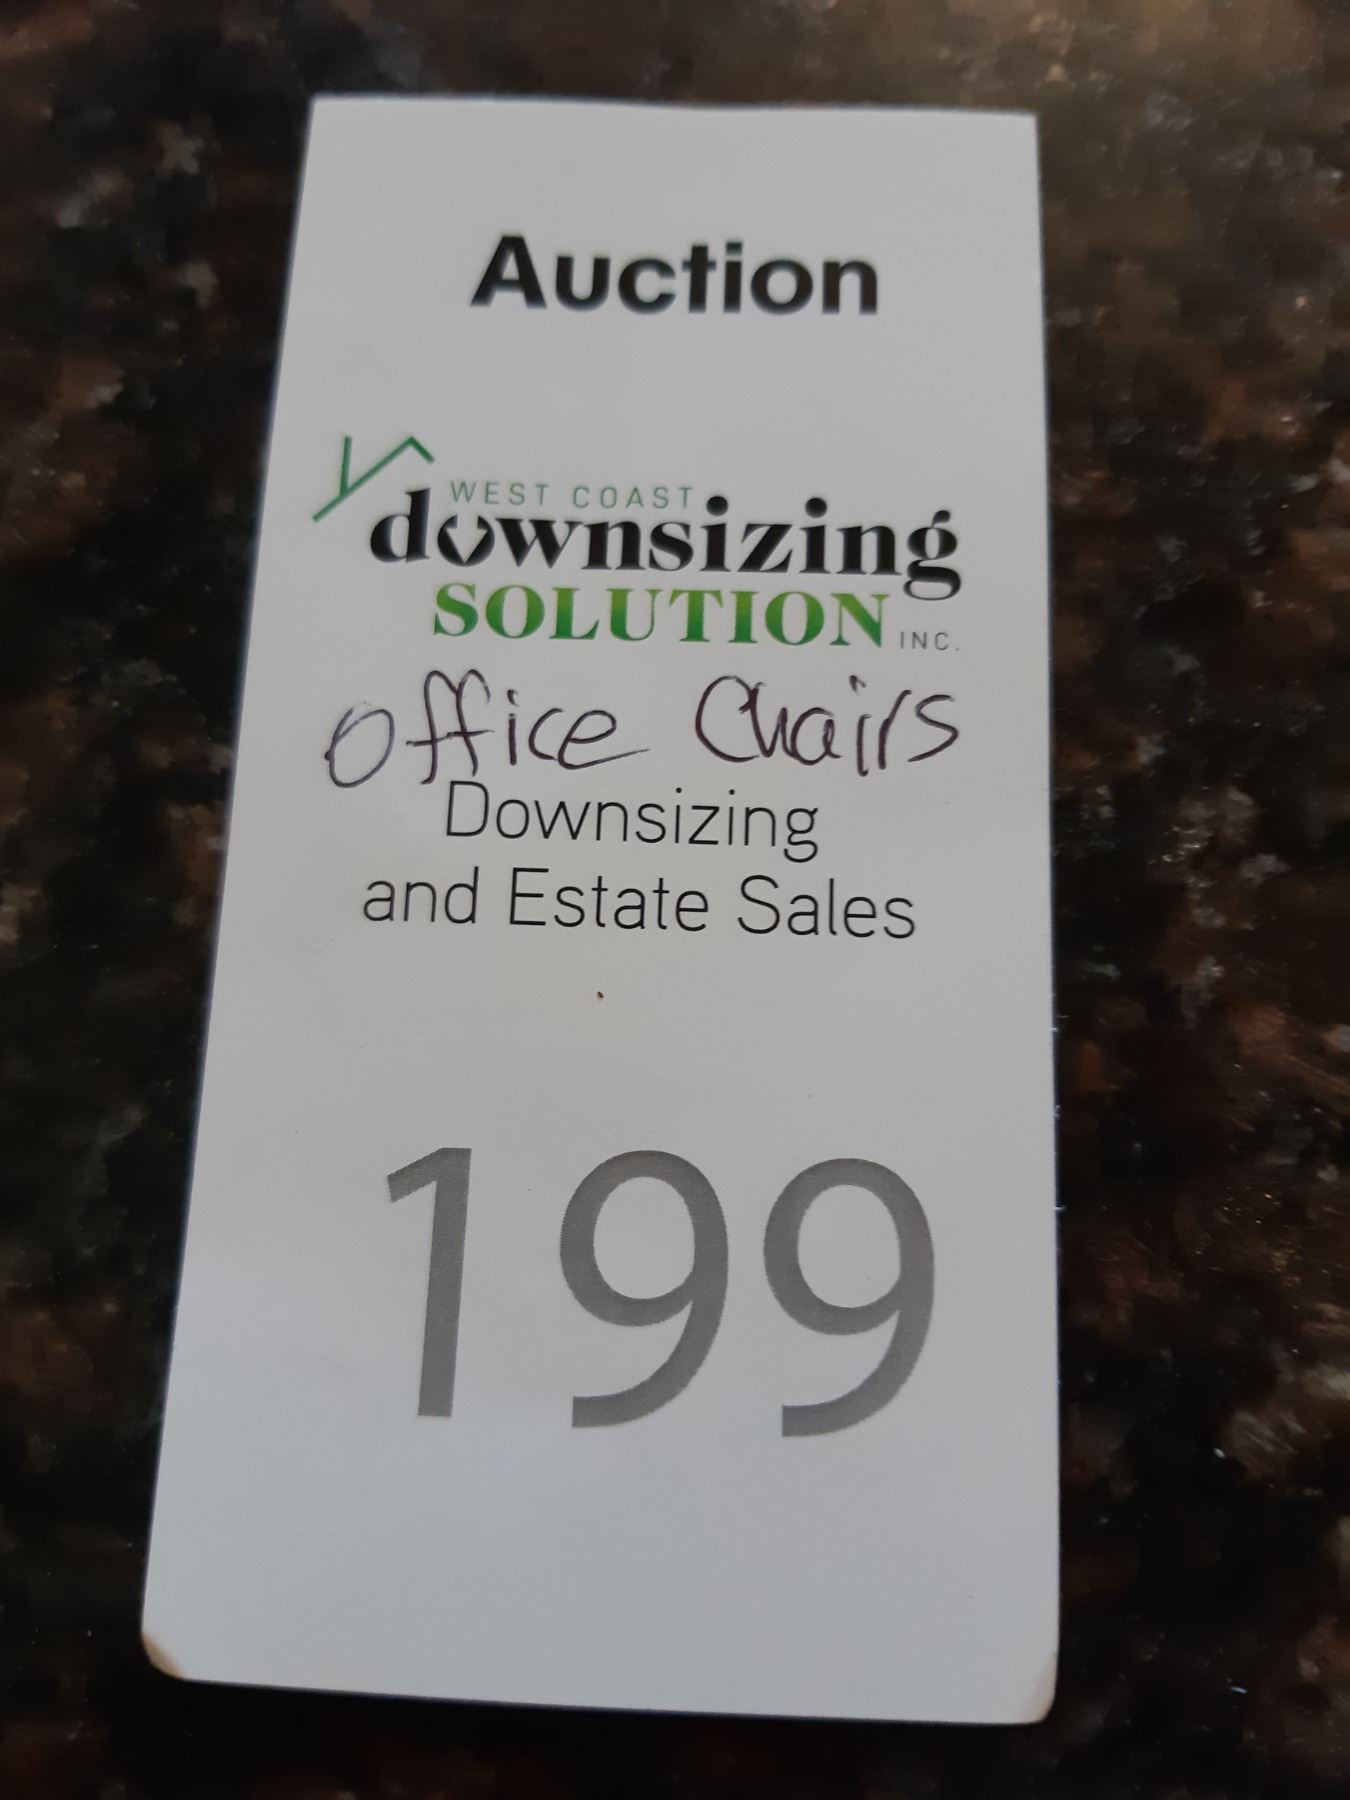 Auction
WEST COAST
downsizing
SOLUTION INC.
Office Chairs
Downsizing
and Estate Sales
199